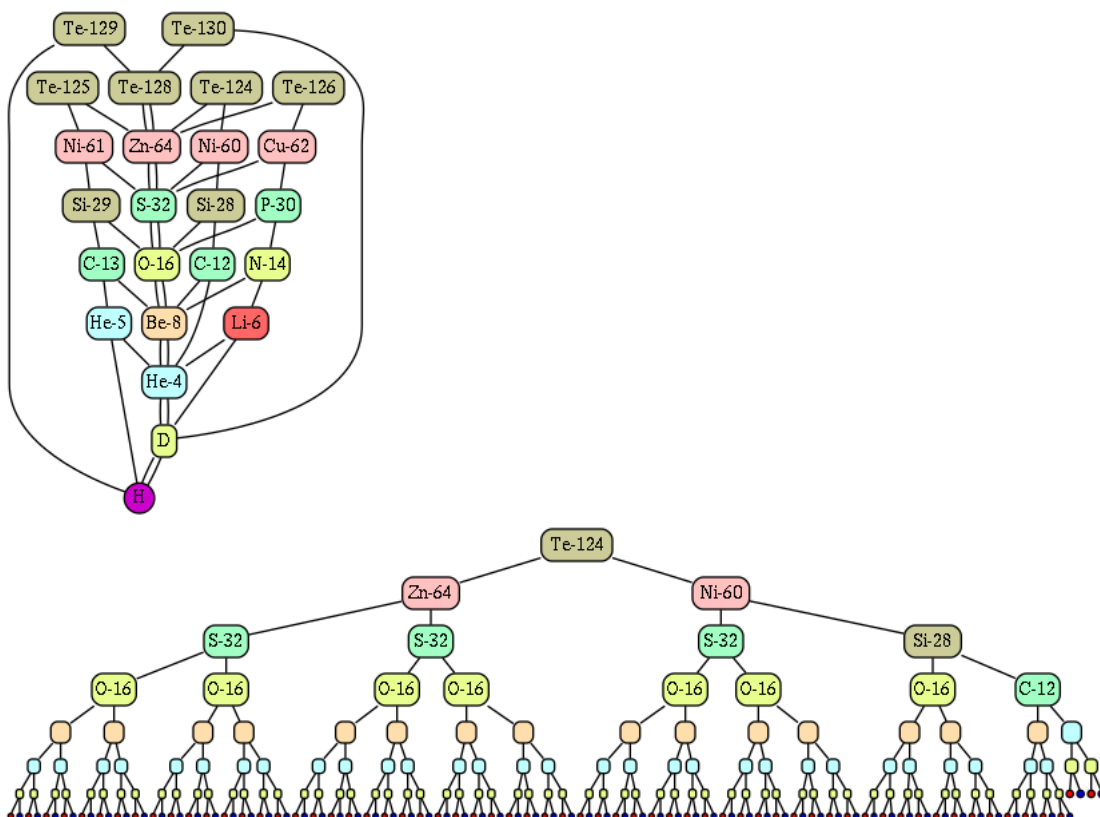 Te-129 Te-130
Te-125 Te-128 Te-124 Te-126
Ni-61 Zn-64 Ni-60 Cu-62
Si-29 S-32 Si-28 P-30
C-13 O-16 C-12 N-14
He-5 Be-8 Li-6
He-4
D
H
Te-124
Zn-64 Ni-60
S-32 S-32 S-32 Si-28
O-16 O-16 O-16 O-16 O-16 O-16 O-16 C-12